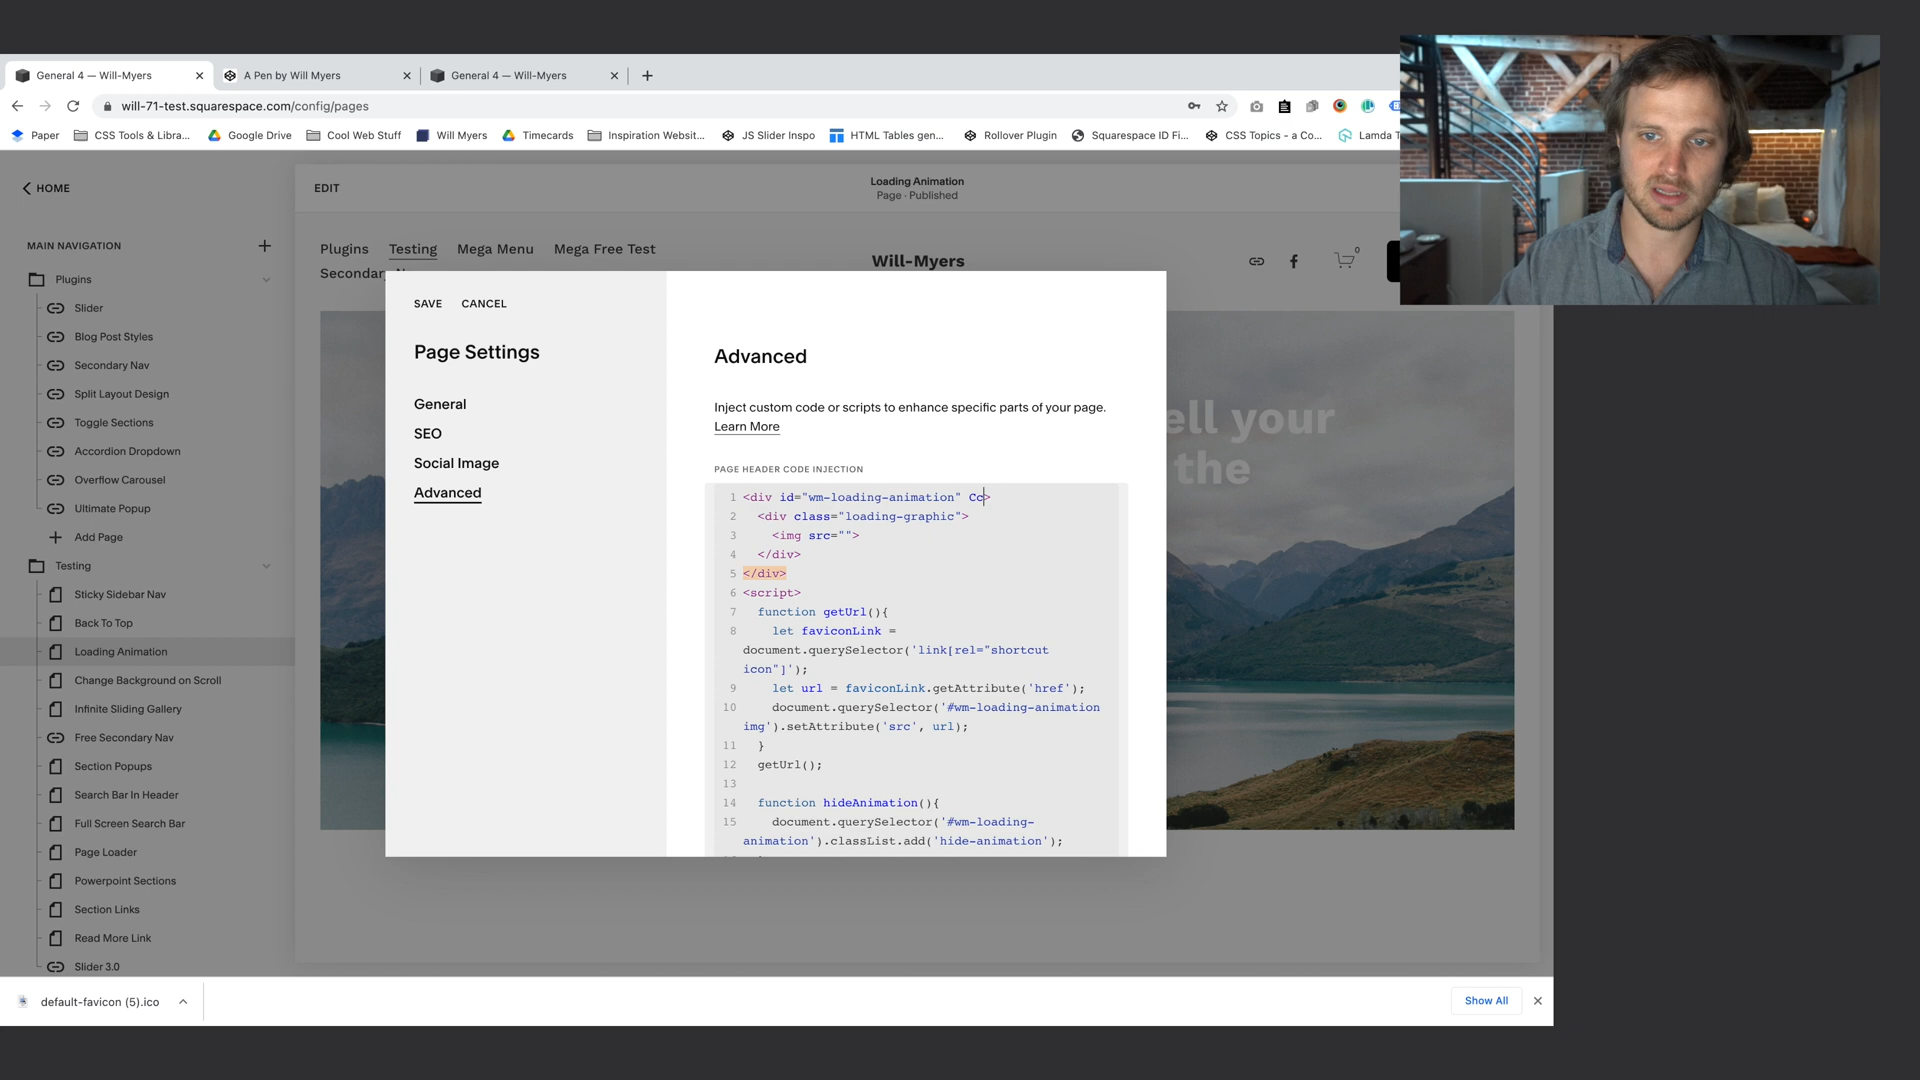 General 4 — Will-Myers
A Pen by Will Myers
General 4 — Will-Myers
will-71-test.squarespace.com/config/pages
Paper
CSS Tools & Libra...
Google Drive
Cool Web Stuff
Will Myers
Timecards
Inspiration Websit...
JS Slider Inspo
HTML Tables gen...
Rollover Plugin
Squarespace ID Fi...
CSS Topics - a Co...
Lamda T
HOME
EDIT
Loading Animation
Page · Published
MAIN NAVIGATION
Plugins
Slider
Blog Post Styles
Secondary Nav
Split Layout Design
Toggle Sections
Accordion Dropdown
Overflow Carousel
Ultimate Popup
Add Page
Testing
Sticky Sidebar Nav
Back To Top
Loading Animation
Change Background on Scroll
Infinite Sliding Gallery
Free Secondary Nav
Section Popups
Search Bar In Header
Full Screen Search Bar
Page Loader
Powerpoint Sections
Section Links
Read More Link
Slider 3.0
Plugins Testing Mega Menu Mega Free Test
Secondar
Will-Myers
0
ell your
the
SAVE CANCEL
Page Settings
General
SEO
Social Image
Advanced
Advanced
Inject custom code or scripts to enhance specific parts of your page.
Learn More
PAGE HEADER CODE INJECTION
1 <div id="wm-loading-animation" Cc>
2 <div class="loading-graphic">
3 <img src="">
4 </div>
5 </div>
6 <script>
7 function getUrl(){
8 let faviconLink =
document.querySelector('link[rel="shortcut
icon"]');
9 let url = faviconLink.getAttribute('href');
10 document.querySelector('#wm-loading-animation
img').setAttribute('src', url);
11 }
12 getUrl();
13
14 function hideAnimation(){
15 document.querySelector('#wm-loading-
animation').classList.add('hide-animation');
default-favicon (5).ico
Show All